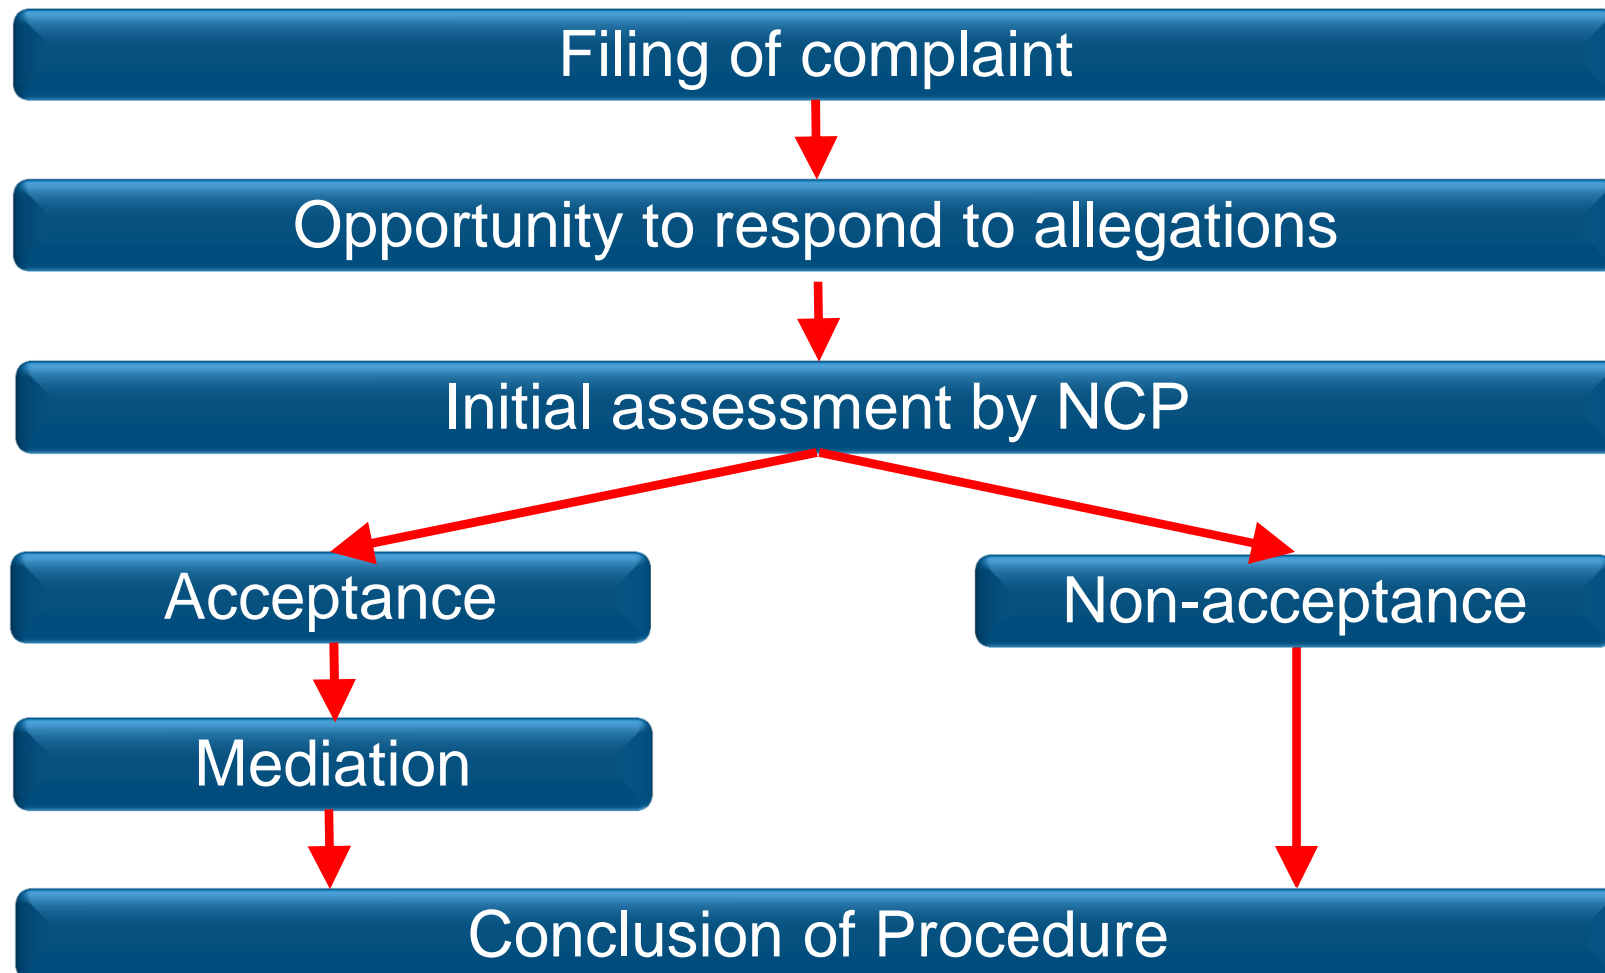 Filing of complaint
Opportunity to respond to allegations
Initial assessment by NCP
Acceptance
Non-acceptance
Mediation
Conclusion of Procedure